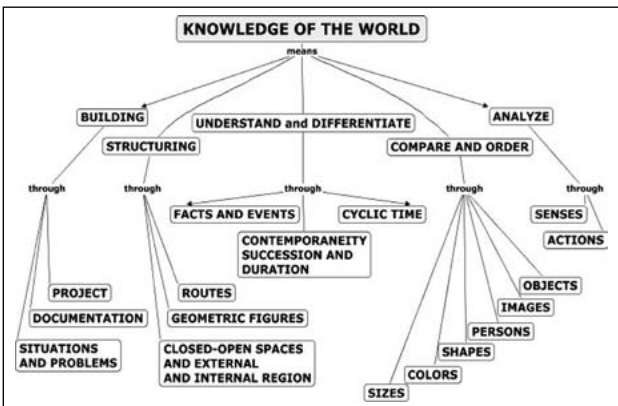 KNOWLEDGE OF THE WORLD
means
BUILDING
UNDERSTAND and DIFFERENTIATE
ANALYZE
STRUCTURING
COMPARE AND ORDER
through
through
through
through
through
FACTS AND EVENTS
CYCLIC TIME
SENSES
CONTEMPORANEITY
SUCCESSION AND
DURATION
ACTIONS
PROJECT
ROUTES
OBJECTS
IMAGES
DOCUMENTATION
GEOMETRIC FIGURES
PERSONS
SITUATIONS
AND PROBLEMS
CLOSED-OPEN SPACES
AND EXTERNAL
AND INTERNAL REGION
SHAPES
COLORS
SIZES